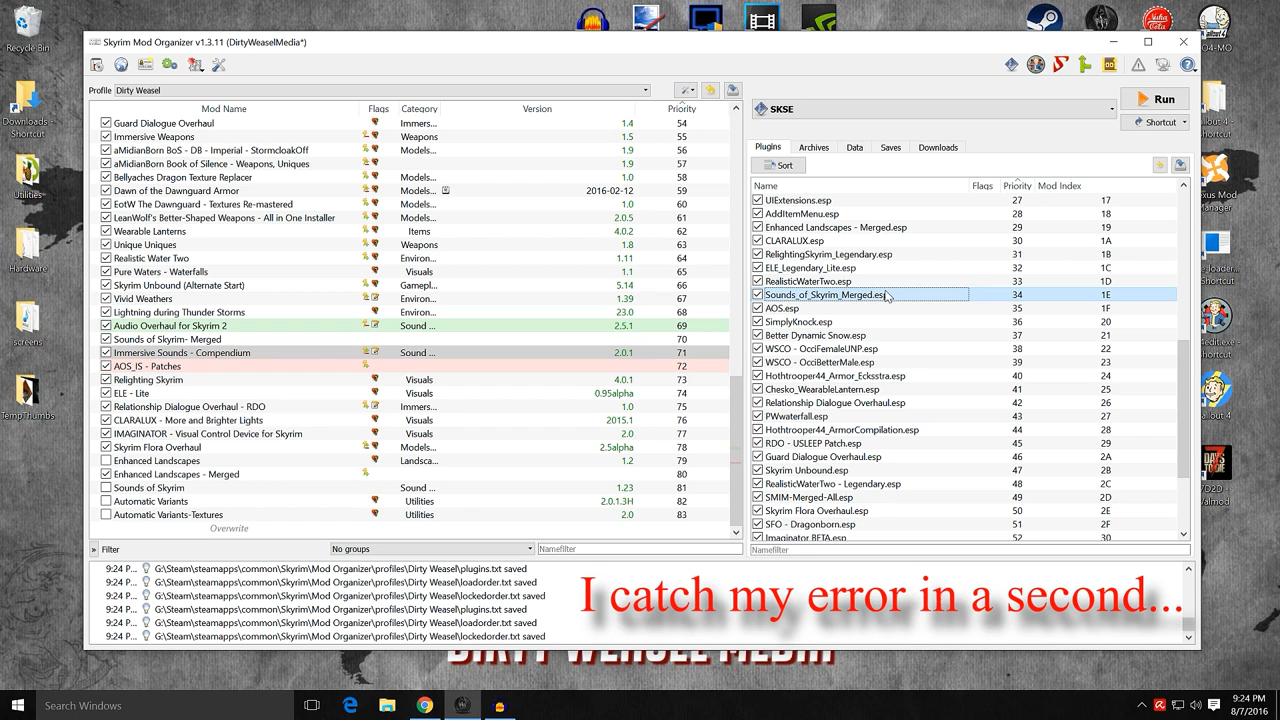 Recycle Bin
Downloads -
Shortcut
Utilities
Hardware
screens
TempThumbs
Skyrim Mod Organizer v1.3.11 (DirtyWeaselMedia*)
Profile Dirty Weasel
Mod Name Flags Category Version Priority
Guard Dialogue Overhaul Immers... 1.4 54
Immersive Weapons Weapons 1.5 55
aMidianBorn BoS - DB - Imperial - StormcloakOff Models... 1.9 56
aMidianBorn Book of Silence - Weapons, Uniques 1.9 57
Bellyaches Dragon Texture Replacer Models... 1.0 58
Dawn of the Dawnguard Armor Models... 2016-02-12 59
EotW The Dawnguard - Textures Re-mastered Models... 1.0 60
LeanWolf's Better-Shaped Weapons - All in One Installer Models... 2.0.5 61
Wearable Lanterns Items 4.0.2 62
Unique Uniques Weapons 1.8 63
Realistic Water Two Environ... 1.11 64
Pure Waters - Waterfalls Visuals 1.1 65
Skyrim Unbound (Alternate Start) Gamepl... 5.14 66
Vivid Weathers Environ... 1.39 67
Lightning during Thunder Storms Environ... 23.0 68
Audio Overhaul for Skyrim 2 Sound ... 2.5.1 69
Sounds of Skyrim- Merged 70
Immersive Sounds - Compendium Sound ... 2.0.1 71
AOS_IS - Patches 72
Relighting Skyrim Visuals 4.0.1 73
ELE - Lite Visuals 0.95alpha 74
Relationship Dialogue Overhaul - RDO Immers... 1.0 75
CLARALUX - More and Brighter Lights Visuals 2015.1 76
IMAGINATOR - Visual Control Device for Skyrim Visuals 2.0 77
Skyrim Flora Overhaul Models... 2.5alpha 78
Enhanced Landscapes Landsca... 1.2 79
Enhanced Landscapes - Merged 80
Sounds of Skyrim Sound ... 1.23 81
Automatic Variants Utilities 2.0.1.3H 82
Automatic Variants-Textures Utilities 2.0 83
Overwrite
» Filter No groups Namefilter
SKSE
Run
Shortcut
Plugins Archives Data Saves Downloads
Sort
Name Flags Priority Mod Index
UIExtensions.esp 27 17
AddItemMenu.esp 28 18
Enhanced Landscapes - Merged.esp 29 19
CLARALUX.esp 30 1A
RelightingSkyrim_Legendary.esp 31 1B
ELE_Legendary_Lite.esp 32 1C
RealisticWaterTwo.esp 33 1D
Sounds_of_Skyrim_Merged.esp 34 1E
AOS.esp 35 1F
SimplyKnock.esp 36 20
Better Dynamic Snow.esp 37 21
WSCO - OcciFemaleUNP.esp 38 22
WSCO - OcciBetterMale.esp 39 23
Hothtrooper44_Armor_Ecksstra.esp 40 24
Chesko_WearableLantern.esp 41 25
Relationship Dialogue Overhaul.esp 42 26
PWwaterfall.esp 43 27
Hothtrooper44_ArmorCompilation.esp 44 28
RDO - USLEEP Patch.esp 45 29
Guard Dialogue Overhaul.esp 46 2A
Skyrim Unbound.esp 47 2B
RealisticWaterTwo - Legendary.esp 48 2C
SMIM-Merged-All.esp 49 2D
Skyrim Flora Overhaul.esp 50 2E
SFO - Dragonborn.esp 51 2F
Imaginator BETA.esp 52 30
Namefilter
9:24 P... G:\Steam\steamapps\common\Skyrim\Mod Organizer\profiles\Dirty Weasel\plugins.txt saved
9:24 P... G:\Steam\steamapps\common\Skyrim\Mod Organizer\profiles\Dirty Weasel\loadorder.txt saved
9:24 P... G:\Steam\steamapps\common\Skyrim\Mod Organizer\profiles\Dirty Weasel\lockedorder.txt saved
9:24 P... G:\Steam\steamapps\common\Skyrim\Mod Organizer\profiles\Dirty Weasel\plugins.txt saved
9:24 P... G:\Steam\steamapps\common\Skyrim\Mod Organizer\profiles\Dirty Weasel\loadorder.txt saved
9:24 P... G:\Steam\steamapps\common\Skyrim\Mod Organizer\profiles\Dirty Weasel\lockedorder.txt saved
I catch my error in a second...
DIRTY WEASEL MEDIA
Search Windows
9:24 PM
8/7/2016